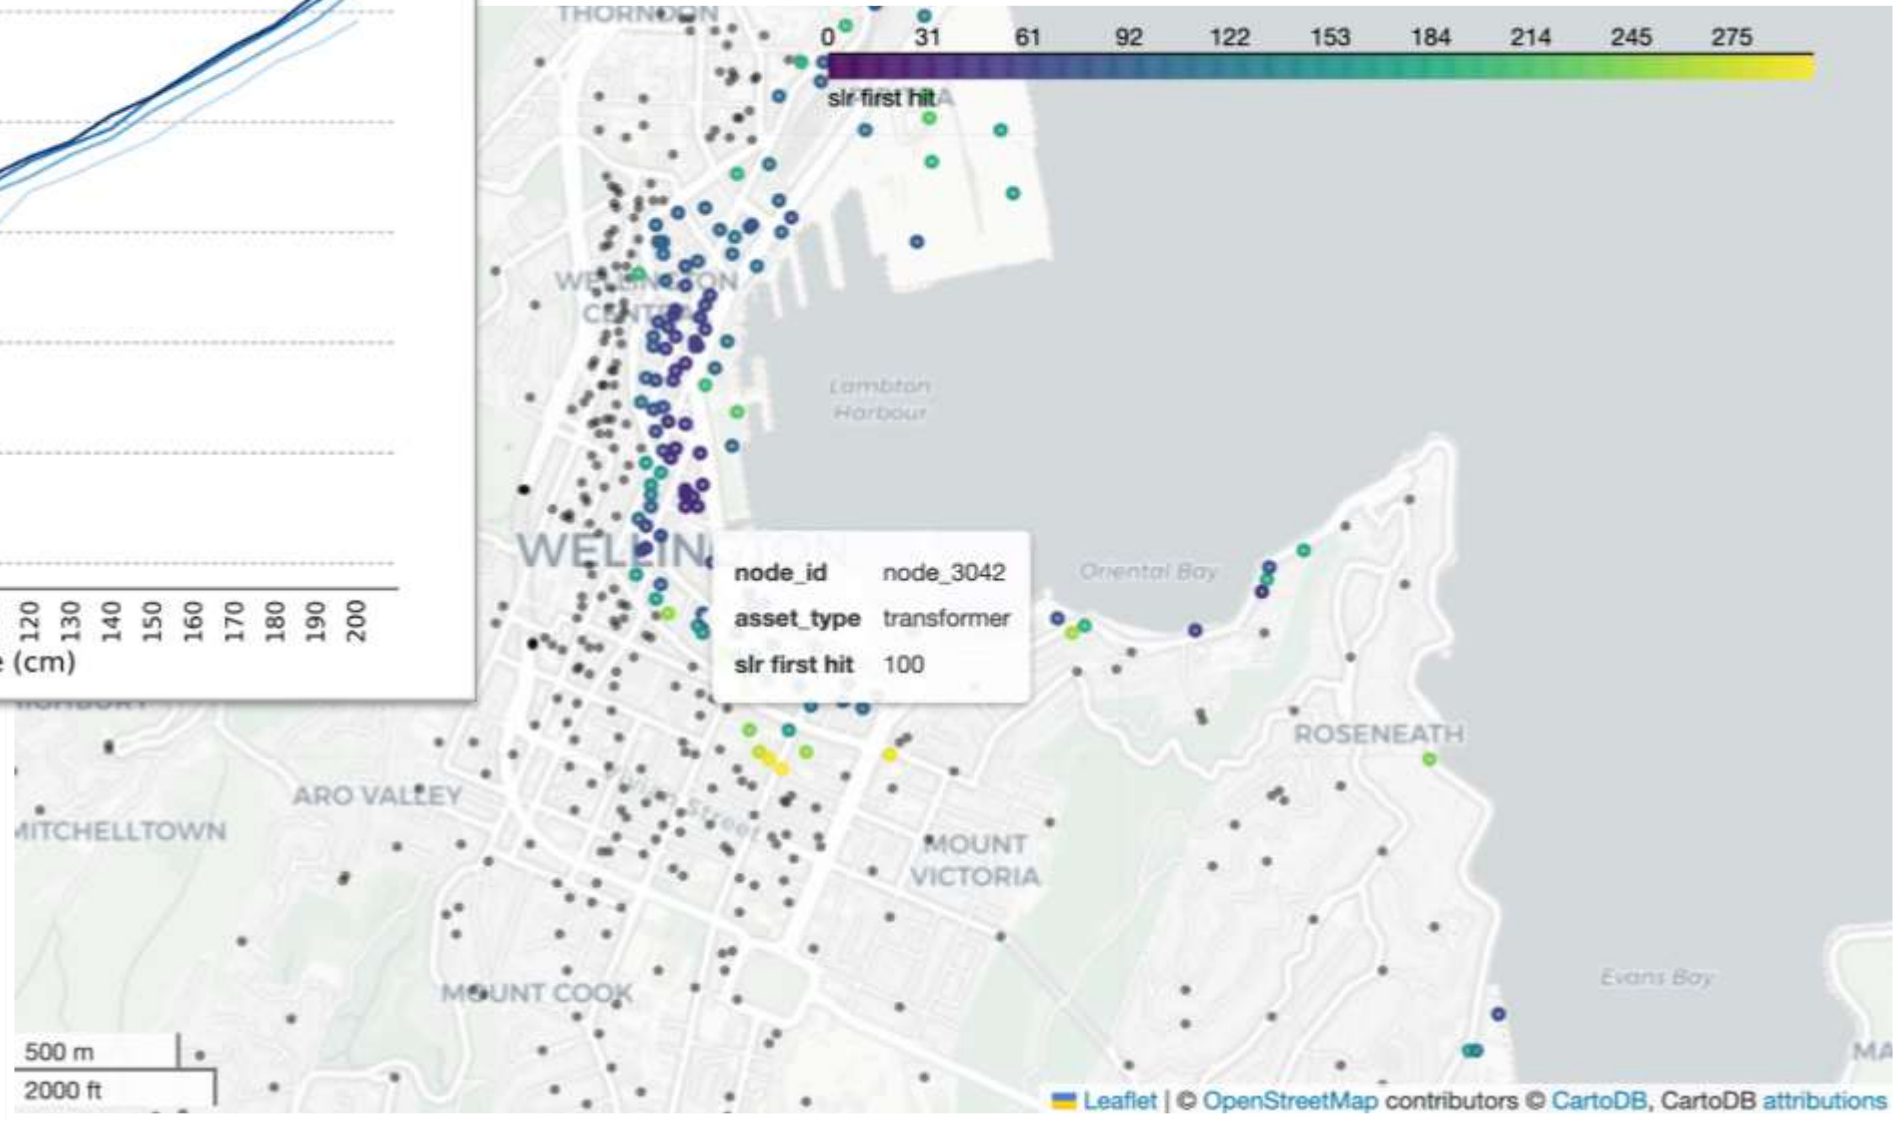 THORNDON
0 31 61 92 122 153 184 214 245 275
slr first hit
WELLINGTON
CENTRAL
Lambton
Harbour
WELLIN
node_id node_3042
asset_type transformer
slr first hit 100
Oriental Bay
120 130 140 150 160 170 180 190 200
(cm)
ROSENEATH
ARO VALLEY
MITCHELLTOWN
Street
MOUNT
VICTORIA
MOUNT COOK
Evans Bay
500 m
2000 ft
MA
Leaflet | © OpenStreetMap contributors © CartoDB, CartoDB attributions